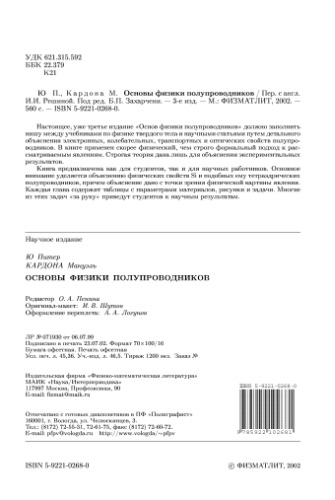 УДК 621.315.592
ББК 22.379
К21
Ю П., Кардона М. Основы физики полупроводников / Пер. с англ.
И.И. Решиной. Под ред. Б.П. Захарчени. — 3-е изд. — М.: ФИЗМАТЛИТ, 2002. —
560 с. — ISBN 5-9221-0268-0.
Настоящее, уже третье издание «Основ физики полупроводников» должно заполнить
нишу между учебниками по физике твердого тела и научными статьями путем детального
объяснения электронных, колебательных, транспортных и оптических свойств полупро-
водников. В книге применен скорее физический, чем строгий формальный подход к рас-
сматриваемым явлениям. Строгая теория дана лишь для объяснения экспериментальных
результатов.
Книга предназначена как для студентов, так и для научных работников. Основное
внимание уделяется объяснению физических свойств Si и подобных ему тетраэдрических
полупроводников, причем объяснение дано с точки зрения физической картины явления.
Каждая глава содержит таблицы с параметрами материалов, рисунки и задачи. Многие
из этих задач «за руку» приведут студентов к научным результатам.
Научное издание
Ю Питер
КАРДОНА Мануэль
ОСНОВЫ ФИЗИКИ ПОЛУПРОВОДНИКОВ
Редактор О. А. Пенина
Оригинал-макет: И. В. Шутов
Оформление переплета: А. А. Логунов
ЛР №071930 от 06.07.99
Подписано в печать 23.07.02. Формат 70×100/16
Бумага офсетная. Печать офсетная
Усл. печ. л. 45,36. Уч.-изд. л. 46,5. Тираж 1200 экз. Заказ №
Издательская фирма «Физико-математическая литература»
МАИК «Наука/Интерпериодика»
117997 Москва, Профсоюзная, 90
E-mail: fizmat@maik.ru
Отпечатано с готовых диапозитивов в ПФ «Полиграфист»
160001, г. Вологда, ул. Челюскинцев, 3.
Тел.: (8172) 72-55-31, 72-61-75, факс (8172) 72-60-72.
E-mail: pfpv@vologda.ru http://www.vologda/~pfpv
ISBN 5-9221-0268-0
9 785922 102681
ISBN 5-9221-0268-0
© ФИЗМАТЛИТ, 2002